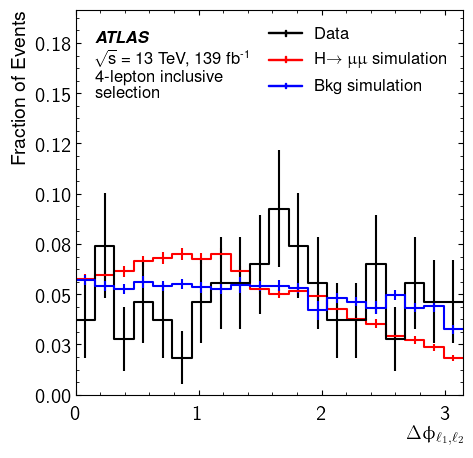 ATLAS
√s = 13 TeV, 139 fb⁻¹
4-lepton inclusive
selection
Data
H→ μμ simulation
Bkg simulation
Fraction of Events
0.18
0.15
0.12
0.10
0.08
0.05
0.03
0.00
0
1
2
3
Δϕℓ₁,ℓ₂